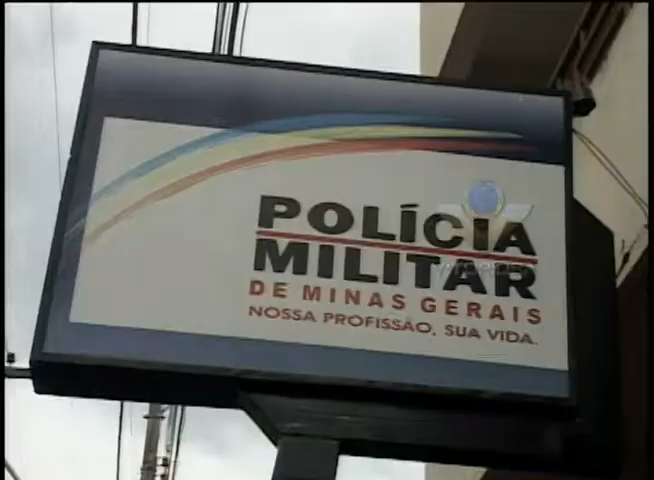 POLÍCIA
MILITAR
DE MINAS GERAIS
NOSSA PROFISSÃO, SUA VIDA.